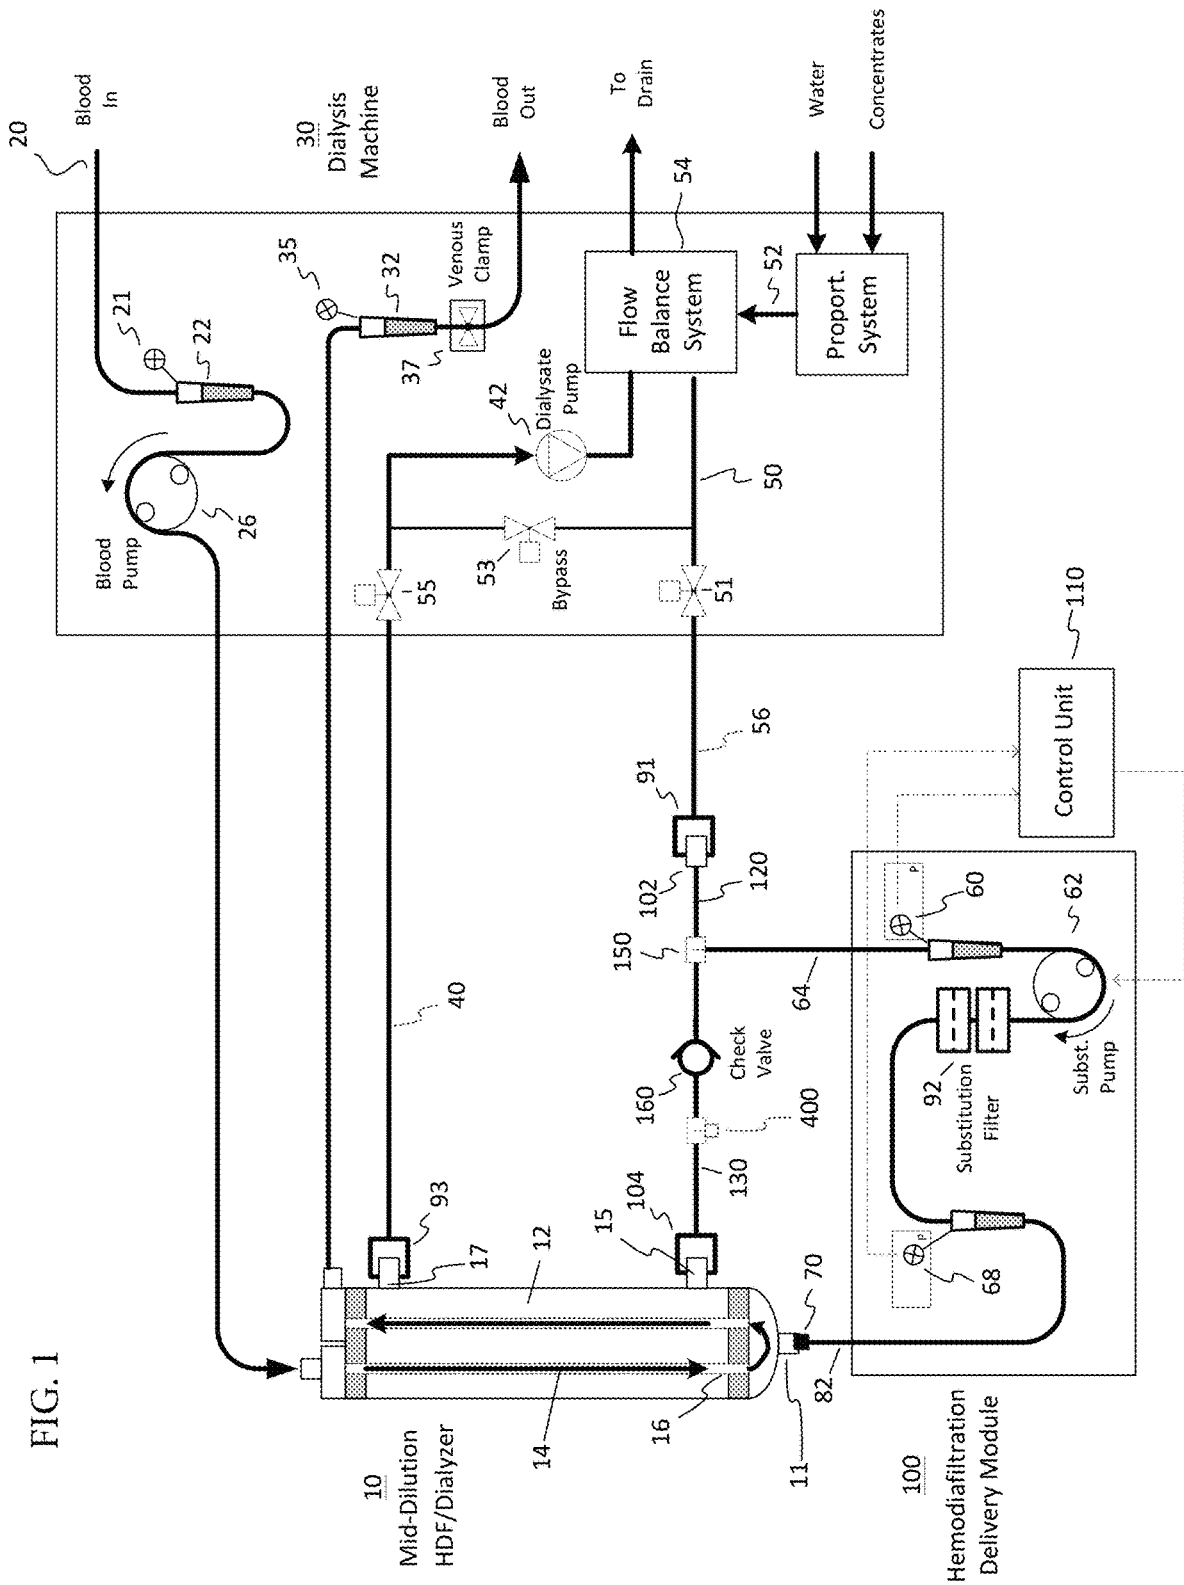 FIG. 1
20
Blood
In
30
Dialysis
Machine
Blood
Out
To
Drain
Water
Concentrates
21
22
35
32
Venous
Clamp
37
54
Flow
Balance
System
52
Proport.
System
Blood
Pump
26
42
Dialysate
Pump
50
53
Bypass
55
51
110
Control Unit
56
91
102
120
150
40
64
160
Check
Valve
400
130
104
15
93
17
12
14
16
10
Mid-Dilution
HDF/Dialyzer
11
70
82
P
60
62
92
Substitution
Filter
Subst.
Pump
P
68
100
Hemodiafiltration
Delivery Module